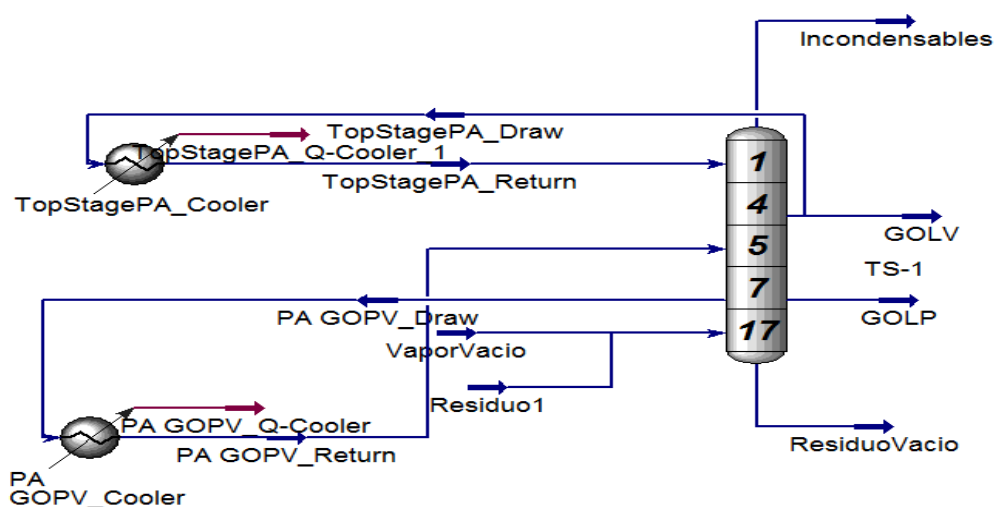 Incondensables
TopStagePA_Draw
TopStagePA_Q-Cooler_1
TopStagePA_Return
TopStagePA_Cooler
1
4
5
7
17
GOLV
TS-1
GOLP
PA GOPV_Draw
VaporVacio
Residuo1
PA GOPV_Q-Cooler
PA GOPV_Return
PA
GOPV_Cooler
ResiduoVacio